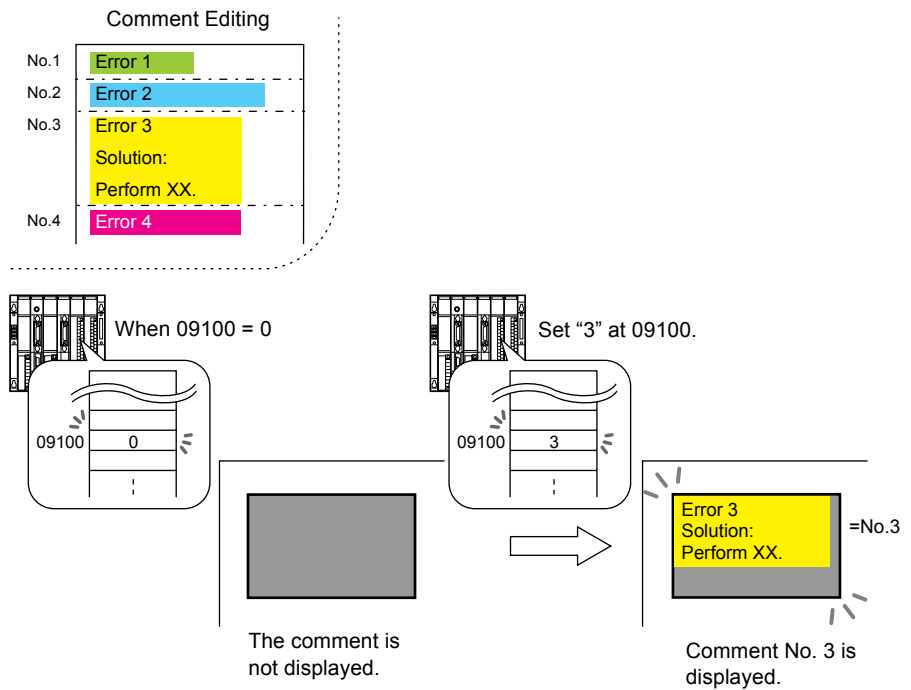 Comment Editing
No.1 Error 1
No.2 Error 2
No.3 Error 3
Solution:
Perform XX.
No.4 Error 4
When 09100 = 0
09100 0
The comment is
not displayed.
Set “3” at 09100.
09100 3
Error 3
Solution:
Perform XX.
=No.3
Comment No. 3 is
displayed.